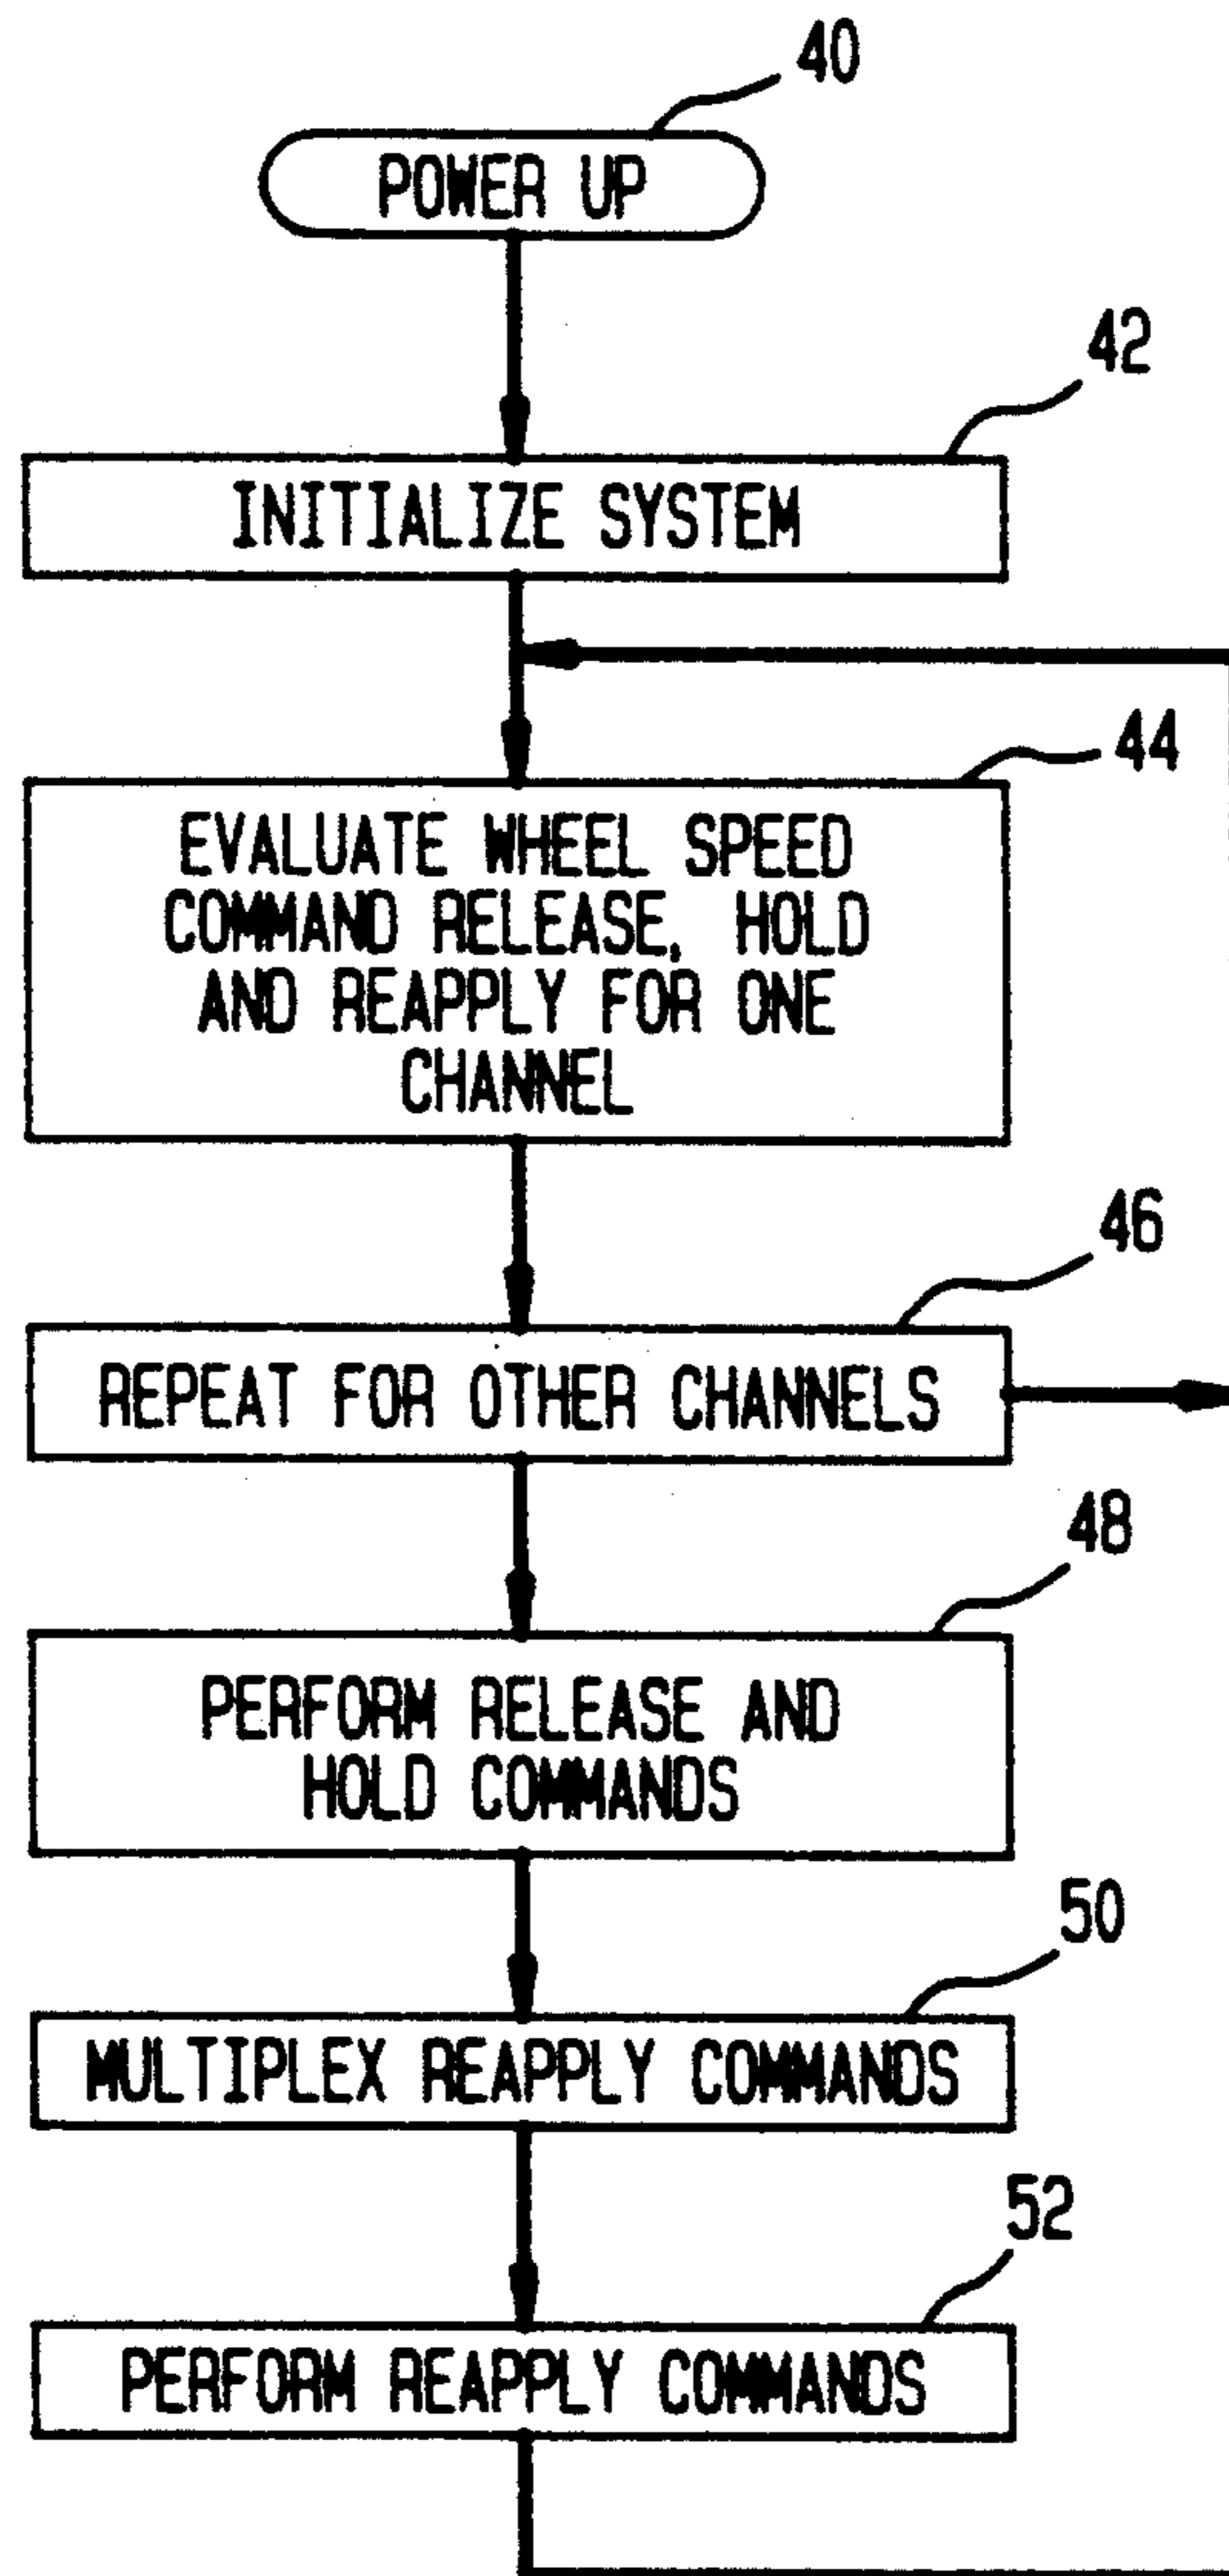 40
POWER UP
42
INITIALIZE SYSTEM
44
EVALUATE WHEEL SPEED
COMMAND RELEASE, HOLD
AND REAPPLY FOR ONE
CHANNEL
46
REPEAT FOR OTHER CHANNELS
48
PERFORM RELEASE AND
HOLD COMMANDS
50
MULTIPLEX REAPPLY COMMANDS
52
PERFORM REAPPLY COMMANDS